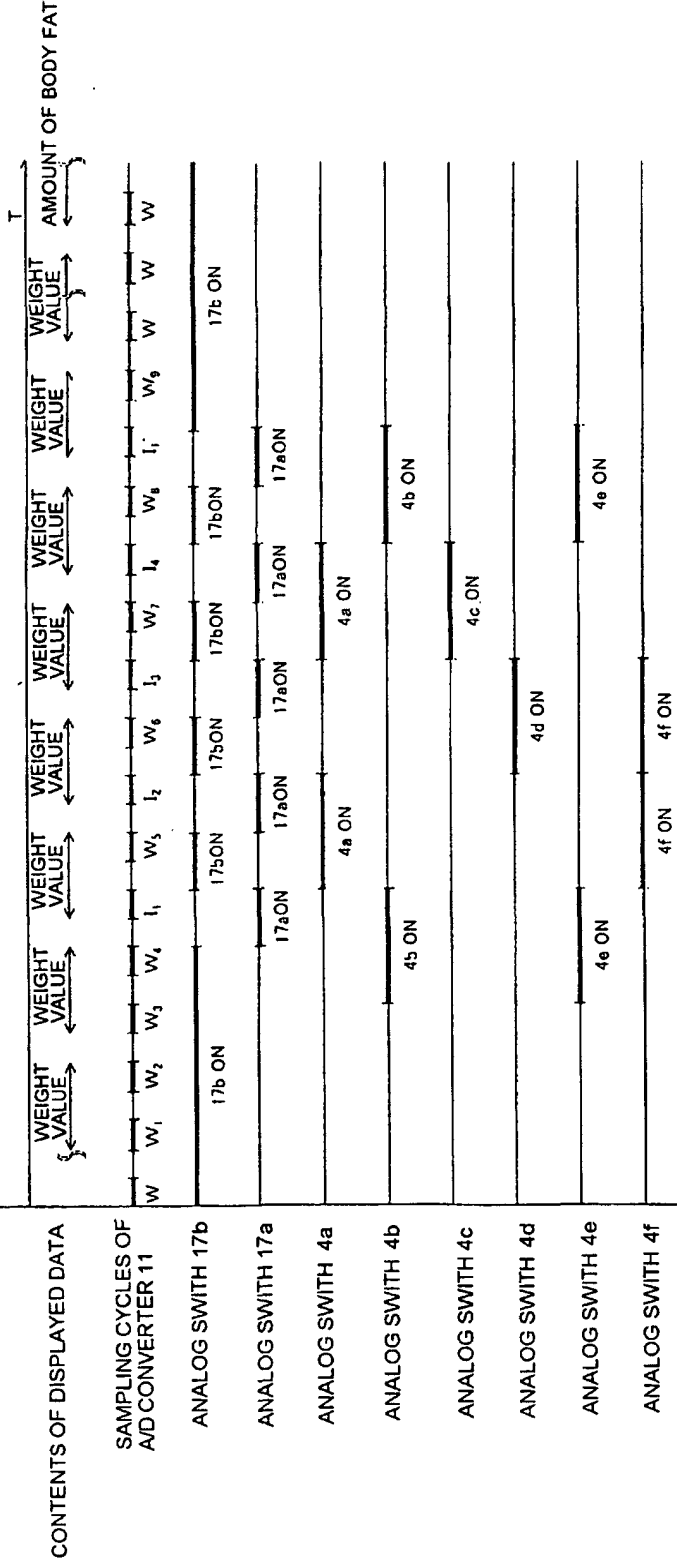 T
CONTENTS OF DISPLAYED DATA
WEIGHT VALUE
WEIGHT VALUE
WEIGHT VALUE
WEIGHT VALUE
WEIGHT VALUE
WEIGHT VALUE
WEIGHT VALUE
WEIGHT VALUE
AMOUNT OF BODY FAT
SAMPLING CYCLES OF
A/D CONVERTER 11
W W₁ W₂ W₃ W₄ I₁ W₅ I₂ W₆ I₃ W₇ I₄ W₈ I₁ W₉ W W W
ANALOG SWITH 17b
17b ON 17bON 17bON 17bON 17bON 17b ON
ANALOG SWITH 17a
17aON 17aON 17aON 17aON 17aON
ANALOG SWITH 4a
4a ON 4a ON
ANALOG SWITH 4b
4b ON 4b ON
ANALOG SWITH 4c
4c ON
ANALOG SWITH 4d
4d ON
ANALOG SWITH 4e
4e ON 4e ON
ANALOG SWITH 4f
4f ON 4f ON